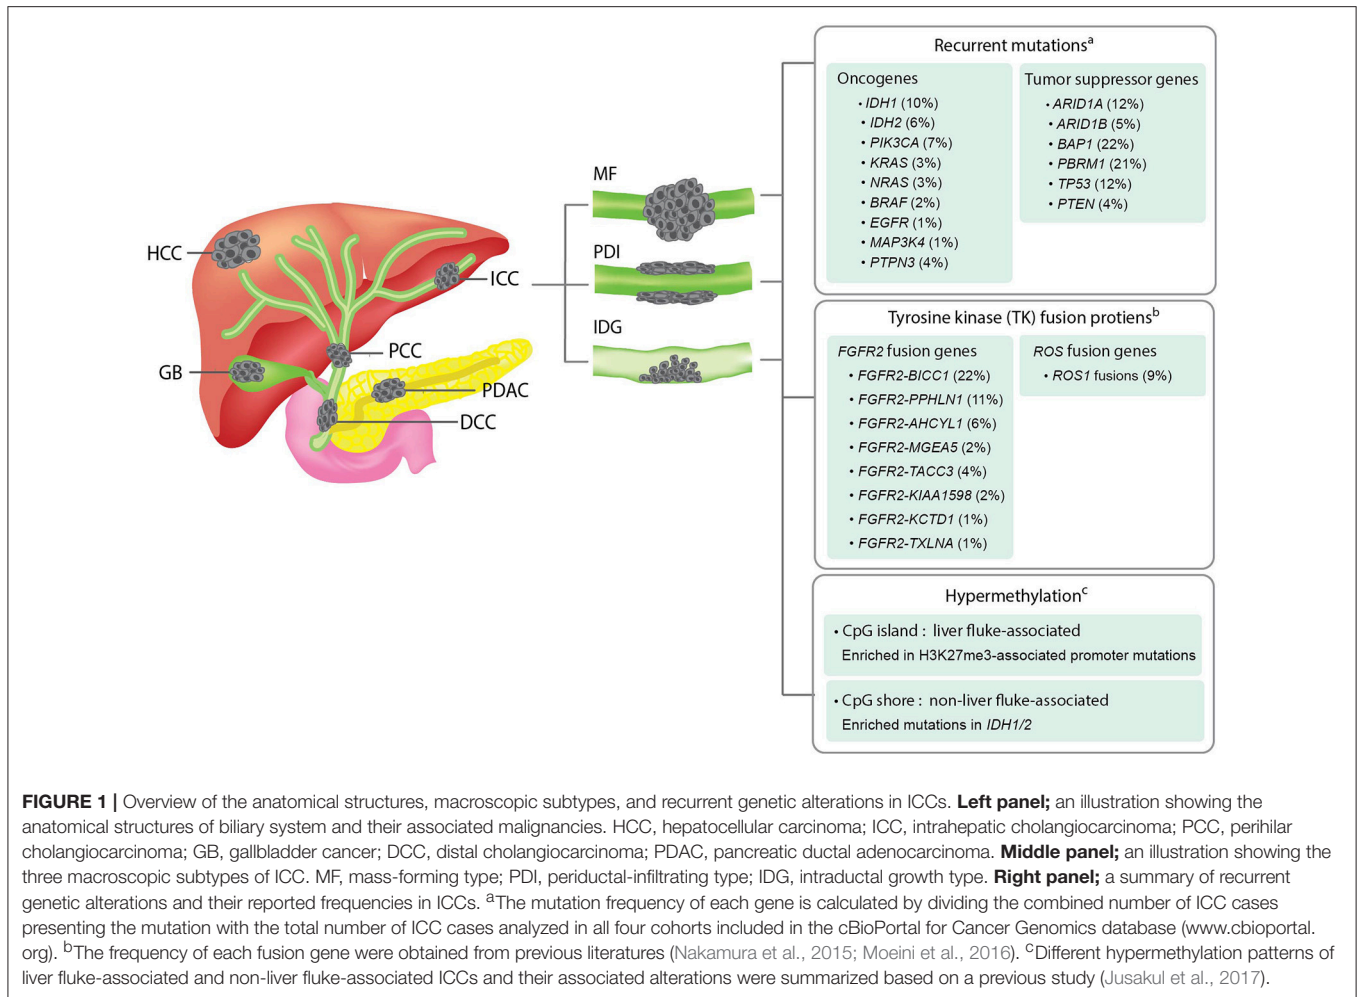 HCC
ICC
PCC
GB
PDAC
DCC
MF
PDI
IDG
Recurrent mutationsᵃ
Oncogenes
• IDH1 (10%)
• IDH2 (6%)
• PIK3CA (7%)
• KRAS (3%)
• NRAS (3%)
• BRAF (2%)
• EGFR (1%)
• MAP3K4 (1%)
• PTPN3 (4%)
Tumor suppressor genes
• ARID1A (12%)
• ARID1B (5%)
• BAP1 (22%)
• PBRM1 (21%)
• TP53 (12%)
• PTEN (4%)
Tyrosine kinase (TK) fusion protiensᵇ
FGFR2 fusion genes
• FGFR2-BICC1 (22%)
• FGFR2-PPHLN1 (11%)
• FGFR2-AHCYL1 (6%)
• FGFR2-MGEA5 (2%)
• FGFR2-TACC3 (4%)
• FGFR2-KIAA1598 (2%)
• FGFR2-KCTD1 (1%)
• FGFR2-TXLNA (1%)
ROS fusion genes
• ROS1 fusions (9%)
Hypermethylationᶜ
• CpG island : liver fluke-associated
Enriched in H3K27me3-associated promoter mutations
• CpG shore : non-liver fluke-associated
Enriched mutations in IDH1/2
FIGURE 1 | Overview of the anatomical structures, macroscopic subtypes, and recurrent genetic alterations in ICCs. Left panel; an illustration showing the
anatomical structures of biliary system and their associated malignancies. HCC, hepatocellular carcinoma; ICC, intrahepatic cholangiocarcinoma; PCC, perihilar
cholangiocarcinoma; GB, gallbladder cancer; DCC, distal cholangiocarcinoma; PDAC, pancreatic ductal adenocarcinoma. Middle panel; an illustration showing the
three macroscopic subtypes of ICC. MF, mass-forming type; PDI, periductal-infiltrating type; IDG, intraductal growth type. Right panel; a summary of recurrent
genetic alterations and their reported frequencies in ICCs. ᵃThe mutation frequency of each gene is calculated by dividing the combined number of ICC cases
presenting the mutation with the total number of ICC cases analyzed in all four cohorts included in the cBioPortal for Cancer Genomics database (www.cbioportal.
org). ᵇThe frequency of each fusion gene were obtained from previous literatures (Nakamura et al., 2015; Moeini et al., 2016). ᶜDifferent hypermethylation patterns of
liver fluke-associated and non-liver fluke-associated ICCs and their associated alterations were summarized based on a previous study (Jusakul et al., 2017).